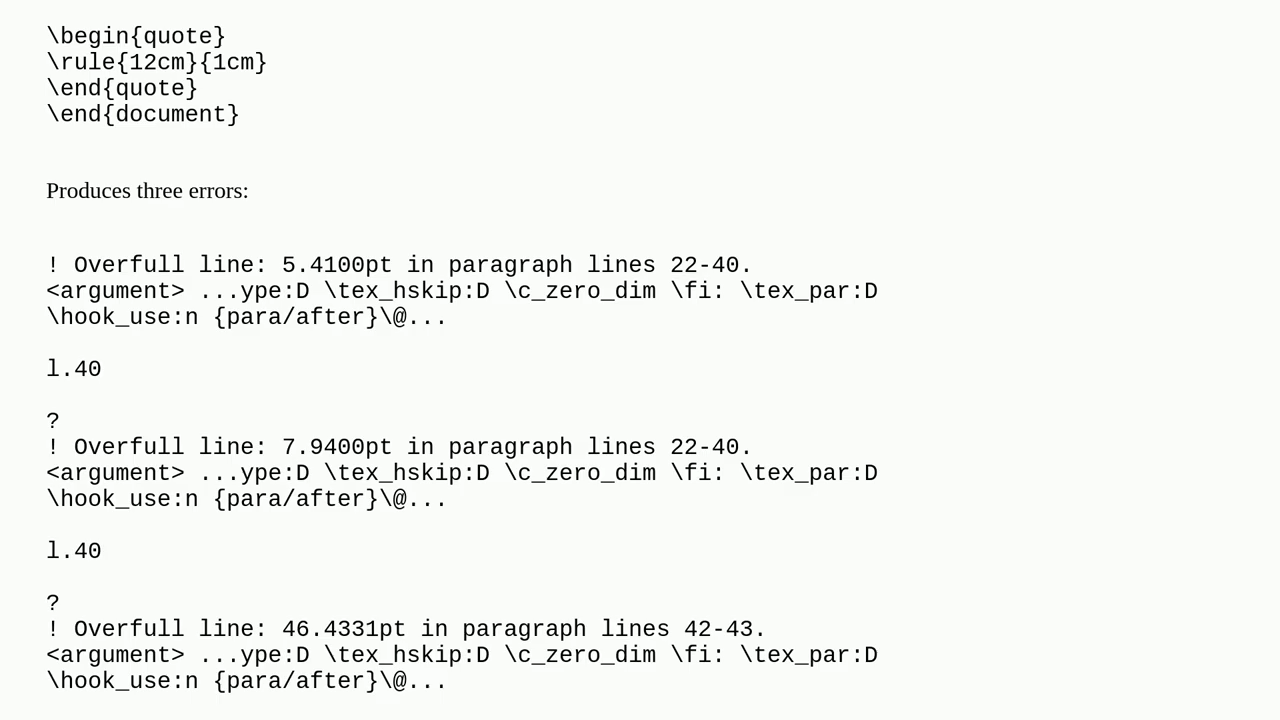 \begin{quote}
\rule{12cm}{1cm}
\end{quote}
\end{document}
Produces three errors:
! Overfull line: 5.4100pt in paragraph lines 22-40.
<argument> ...ype:D \tex_hskip:D \c_zero_dim \fi: \tex_par:D
\hook_use:n {para/after}\@...
l.40
?
! Overfull line: 7.9400pt in paragraph lines 22-40.
<argument> ...ype:D \tex_hskip:D \c_zero_dim \fi: \tex_par:D
\hook_use:n {para/after}\@...
l.40
?
! Overfull line: 46.4331pt in paragraph lines 42-43.
<argument> ...ype:D \tex_hskip:D \c_zero_dim \fi: \tex_par:D
\hook_use:n {para/after}\@...